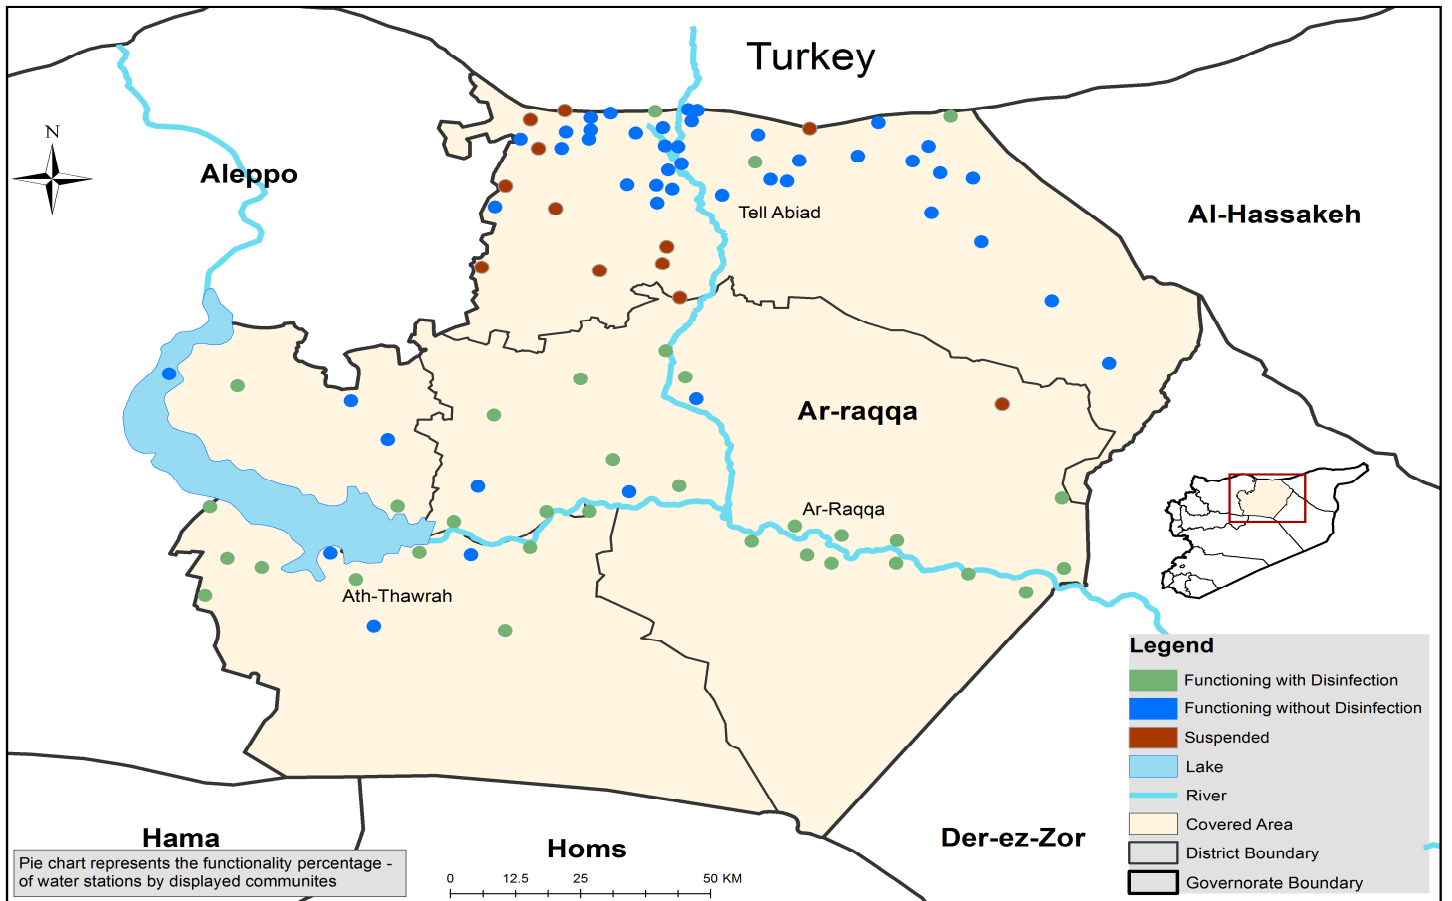 Turkey
N
Aleppo
Al-Hassakeh
Tell Abiad
Ar-raqqa
Ar-Raqqa
Ath-Thawrah
Hama
Homs
Der-ez-Zor
Pie chart represents the functionality percentage -
of water stations by displayed communites
0 12.5 25 50 KM
Legend
Functioning with Disinfection
Functioning without Disinfection
Suspended
Lake
River
Covered Area
District Boundary
Governorate Boundary